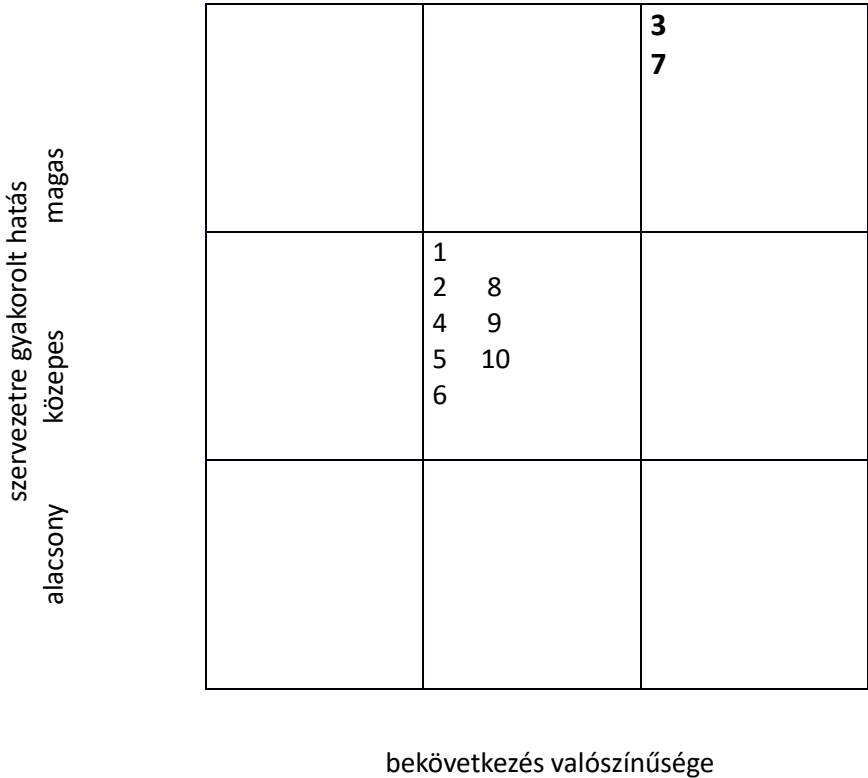 3
7
szervezetre gyakorolt hatás
magas
közepes
alacsony
1
2 8
4 9
5 10
6
bekövetkezés valószínűsége